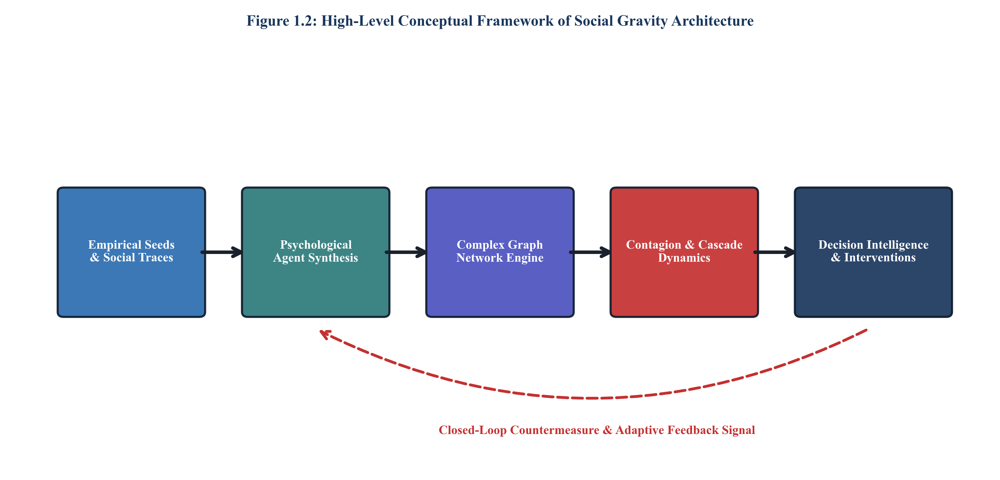 Figure 1.2: High-Level Conceptual Framework of Social Gravity Architecture
Empirical Seeds
& Social Traces
Psychological
Agent Synthesis
Complex Graph
Network Engine
Contagion & Cascade
Dynamics
Decision Intelligence
& Interventions
Closed-Loop Countermeasure & Adaptive Feedback Signal